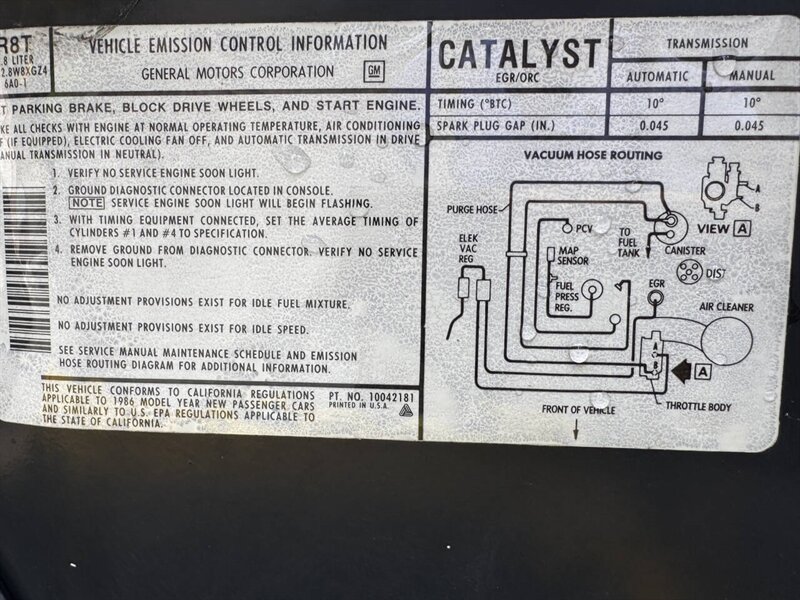 R8T
.8 LITER
2.8W8XGZ4
6A0-1
VEHICLE EMISSION CONTROL INFORMATION
GENERAL MOTORS CORPORATION GM
CATALYST
EGR/ORC
TRANSMISSION
AUTOMATIC MANUAL
TIMING (°BTC) 10° 10°
SPARK PLUG GAP (IN.) 0.045 0.045
T PARKING BRAKE, BLOCK DRIVE WHEELS, AND START ENGINE.
KE ALL CHECKS WITH ENGINE AT NORMAL OPERATING TEMPERATURE, AIR CONDITIONING
F (IF EQUIPPED), ELECTRIC COOLING FAN OFF, AND AUTOMATIC TRANSMISSION IN DRIVE
ANUAL TRANSMISSION IN NEUTRAL).
1. VERIFY NO SERVICE ENGINE SOON LIGHT.
2. GROUND DIAGNOSTIC CONNECTOR LOCATED IN CONSOLE.
NOTE SERVICE ENGINE SOON LIGHT WILL BEGIN FLASHING.
3. WITH TIMING EQUIPMENT CONNECTED, SET THE AVERAGE TIMING OF
CYLINDERS #1 AND #4 TO SPECIFICATION.
4. REMOVE GROUND FROM DIAGNOSTIC CONNECTOR. VERIFY NO SERVICE
ENGINE SOON LIGHT.
NO ADJUSTMENT PROVISIONS EXIST FOR IDLE FUEL MIXTURE.
NO ADJUSTMENT PROVISIONS EXIST FOR IDLE SPEED.
SEE SERVICE MANUAL MAINTENANCE SCHEDULE AND EMISSION
HOSE ROUTING DIAGRAM FOR ADDITIONAL INFORMATION.
THIS VEHICLE CONFORMS TO CALIFORNIA REGULATIONS
APPLICABLE TO 1986 MODEL YEAR NEW PASSENGER CARS
AND SIMILARLY TO U.S. EPA REGULATIONS APPLICABLE TO
THE STATE OF CALIFORNIA.
PT. NO. 10042181
PRINTED IN U.S.A.
VACUUM HOSE ROUTING
PURGE HOSE
ELEK
VAC
REG
PCV
MAP
SENSOR
FUEL
PRESS
REG.
TO
FUEL
TANK
CANISTER
A
B
VIEW A
DIST
EGR
AIR CLEANER
A
B
A
THROTTLE BODY
FRONT OF VEHICLE